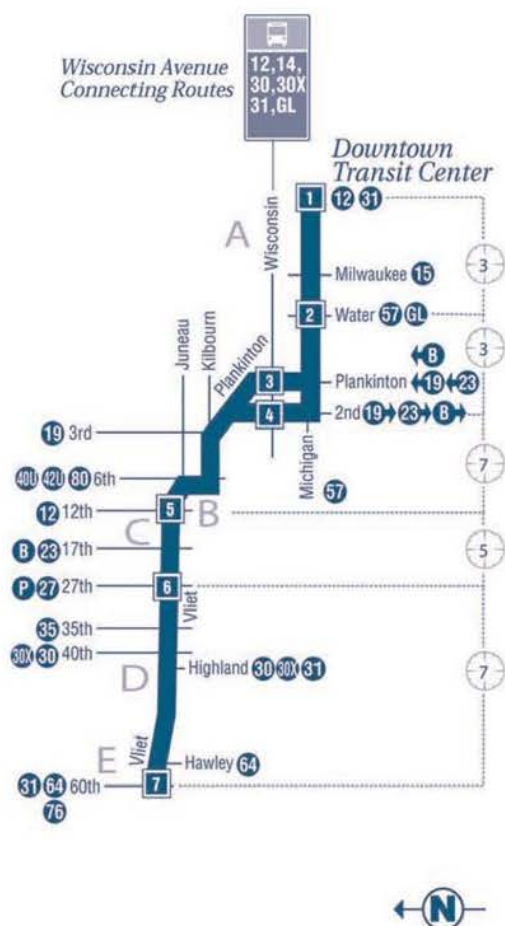 Wisconsin Avenue
Connecting Routes
12,14,
30,30X
31,GL
Downtown
Transit Center
1 12 31
A
Wisconsin
3
Milwaukee 15
2 Water 57 GL
Juneau
Kilbourn
Plankinton
3
B
3 Plankinton 19 23
4 2nd 19 23 B
19 3rd
Michigan
57
7
40U 42U 80 6th
B
12 12th 5
C
5
B 23 17th
P 27 27th 6
Vliet
35 35th
30X 30 40th
Highland 30 30X 31
7
D
E
Vliet
Hawley 64
31 64 60th 7
76
N